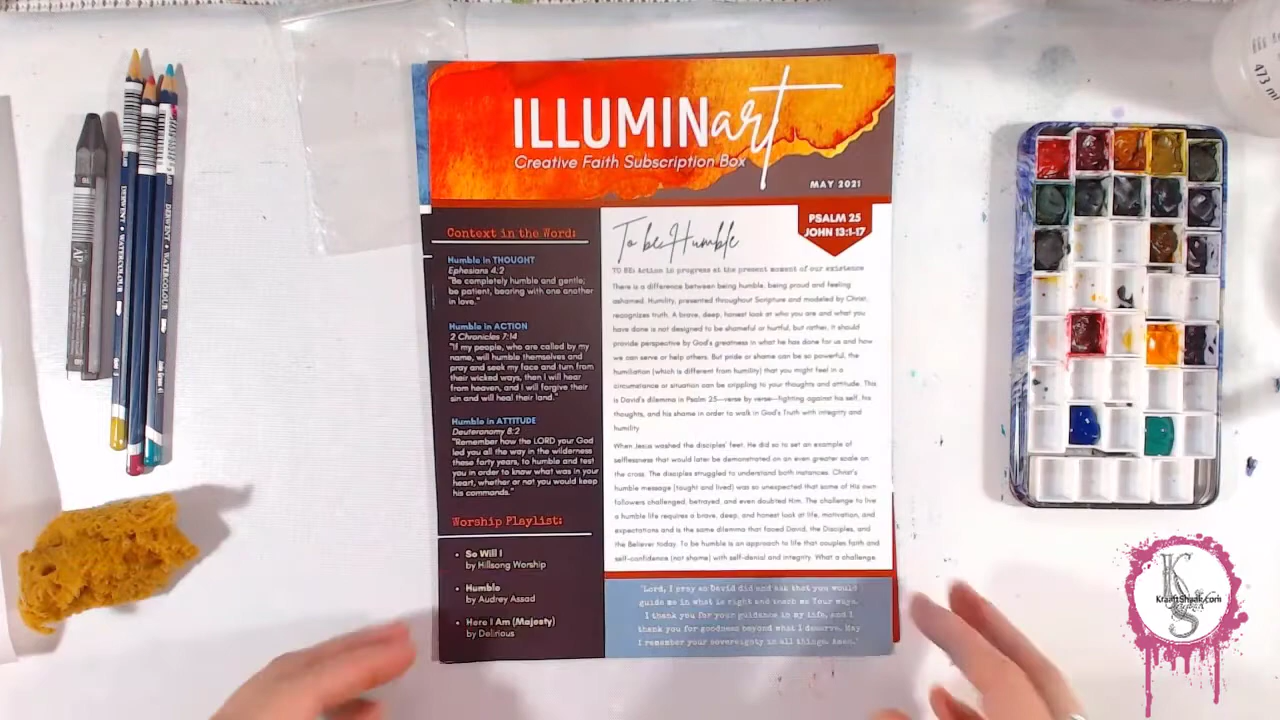 ILLUMINart
Creative Faith Subscription Box
MAY 2021
Context in the Word:
Humble in THOUGHT
Ephesians 4:2
"Be completely humble and gentle;
be patient, bearing with one another
in love."
Humble in ACTION
2 Chronicles 7:14
"If my people, who are called by my
name, will humble themselves and
pray and seek my face and turn from
their wicked ways, then I will hear
from heaven, and I will forgive their
sin and will heal their land."
Humble in ATTITUDE
Deuteronomy 8:2
"Remember how the LORD your God
led you all the way in the wilderness
these forty years, to humble and test
you in order to know what was in your
heart, whether or not you would keep
his commands."
Worship Playlist:
• So Will I
by Hillsong Worship
• Humble
by Audrey Assad
• Here I Am (Majesty)
by Delirious
To be Humble
PSALM 25
JOHN 13:1-17
TO BE: Action in progress at the present moment of our existence
There is a difference between being humble, being proud and feeling
ashamed. Humility, presented throughout Scripture and modeled by Christ,
recognizes truth. A brave, deep, honest look at who you are and what you
have done is not designed to be shameful or hurtful, but rather, it should
provide perspective by God's greatness in what he has done for us and how
we can serve or help others. But pride or shame can be so powerful, the
humiliation (which is different from humility) that you might feel in a
circumstance or situation can be crippling to your thoughts and attitude. This
is David's dilemma in Psalm 25—verse by verse—fighting against his self, his
thoughts, and his shame in order to walk in God's Truth with integrity and
humility.
When Jesus washed the disciples' feet, He did so to set an example of
selflessness that would later be demonstrated on an even greater scale on
the cross. The disciples struggled to understand both instances. Christ's
humble message (taught and lived) was so unexpected that some of His own
followers challenged, betrayed, and even doubted Him. The challenge to live
a humble life requires a brave, deep, and honest look at life, motivation, and
expectations and is the same dilemma that faced David, the Disciples, and
the Believer today. To be humble is an approach to life that couples faith and
self-confidence (not shame) with self-denial and integrity. What a challenge
"Lord, I pray as David did and ask that you would
guide me in what is right and teach me Your ways.
I thank you for your guidance in my life, and I
thank you for goodness beyond what I deserve. May
I remember your sovereignty in all things. Amen."
DERWENT • WATERCOLOUR
AP
473 ml
KS
KraftShaak.com